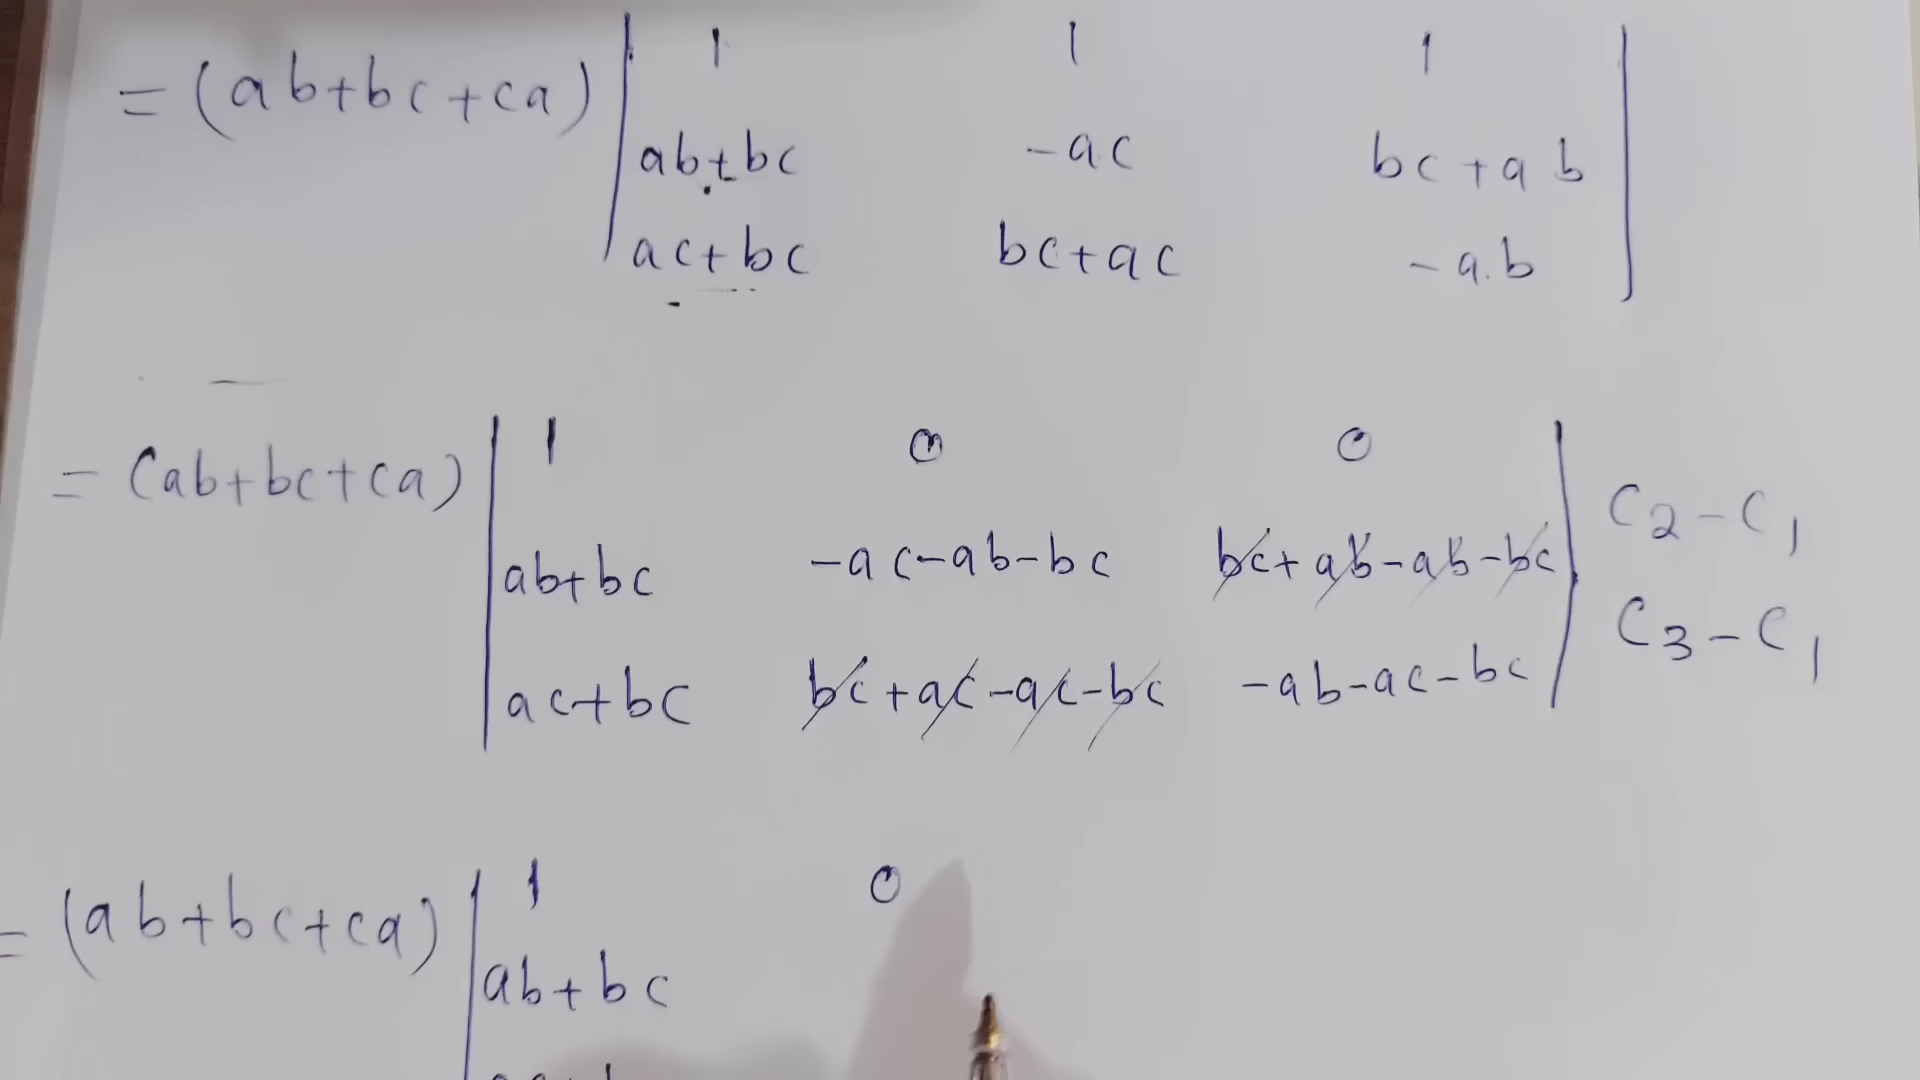 = (ab+bc+ca) | 1 1 1 |
ab+bc -ac bc+ab
ac+bc bc+ac -a.b
= (ab+bc+ca) | 1 0 0 |
ab+bc -ac-ab-bc bc+ab-ab-bc C2-C1
ac+bc bc+ac-ac-bc -ab-ac-bc C3-C1
= (ab+bc+ca) | 1 0
ab+bc